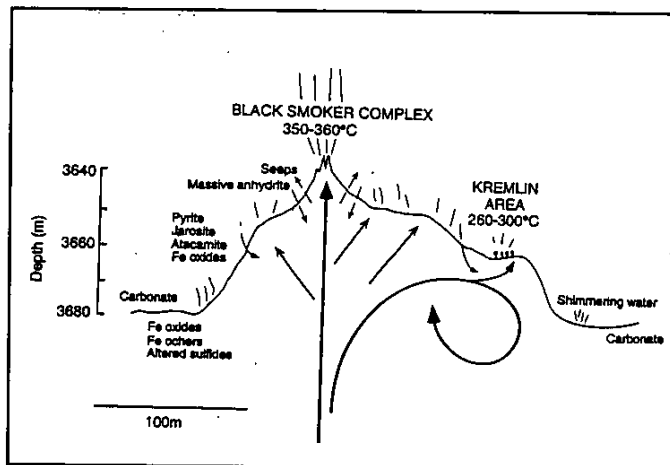 BLACK SMOKER COMPLEX
350-360°C
3640
Seeps
Massive anhydrite
KREMLIN
AREA
260-300°C
Pyrite
Jarosite
Atacamite
Fe oxides
Depth (m)
3660
Carbonate
3680
Fe oxides
Fe ochers
Altered sulfides
Shimmering water
Carbonate
100m